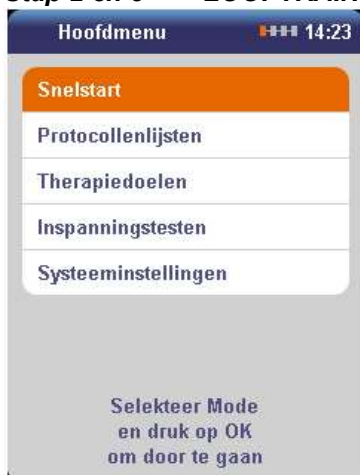 Hoofdmenu 14:23
Snelstart
Protocollenlijsten
Therapiedoelen
Inspanningstesten
Systeeminstellingen
Selekteer Mode
en druk op OK
om door te gaan